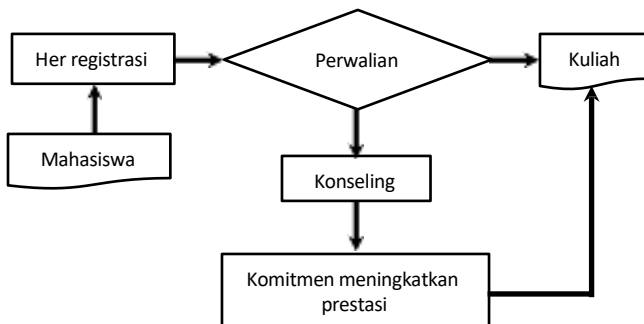 Her registrasi
Perwalian
Kuliah
Mahasiswa
Konseling
Komitmen meningkatkan
prestasi